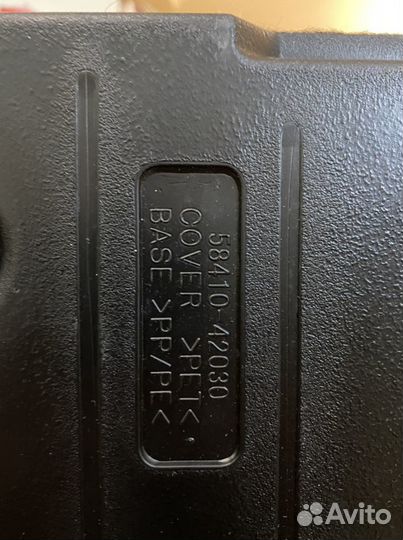 58410-42030
COVER >PET<
BASE >PP/PE<
Avito